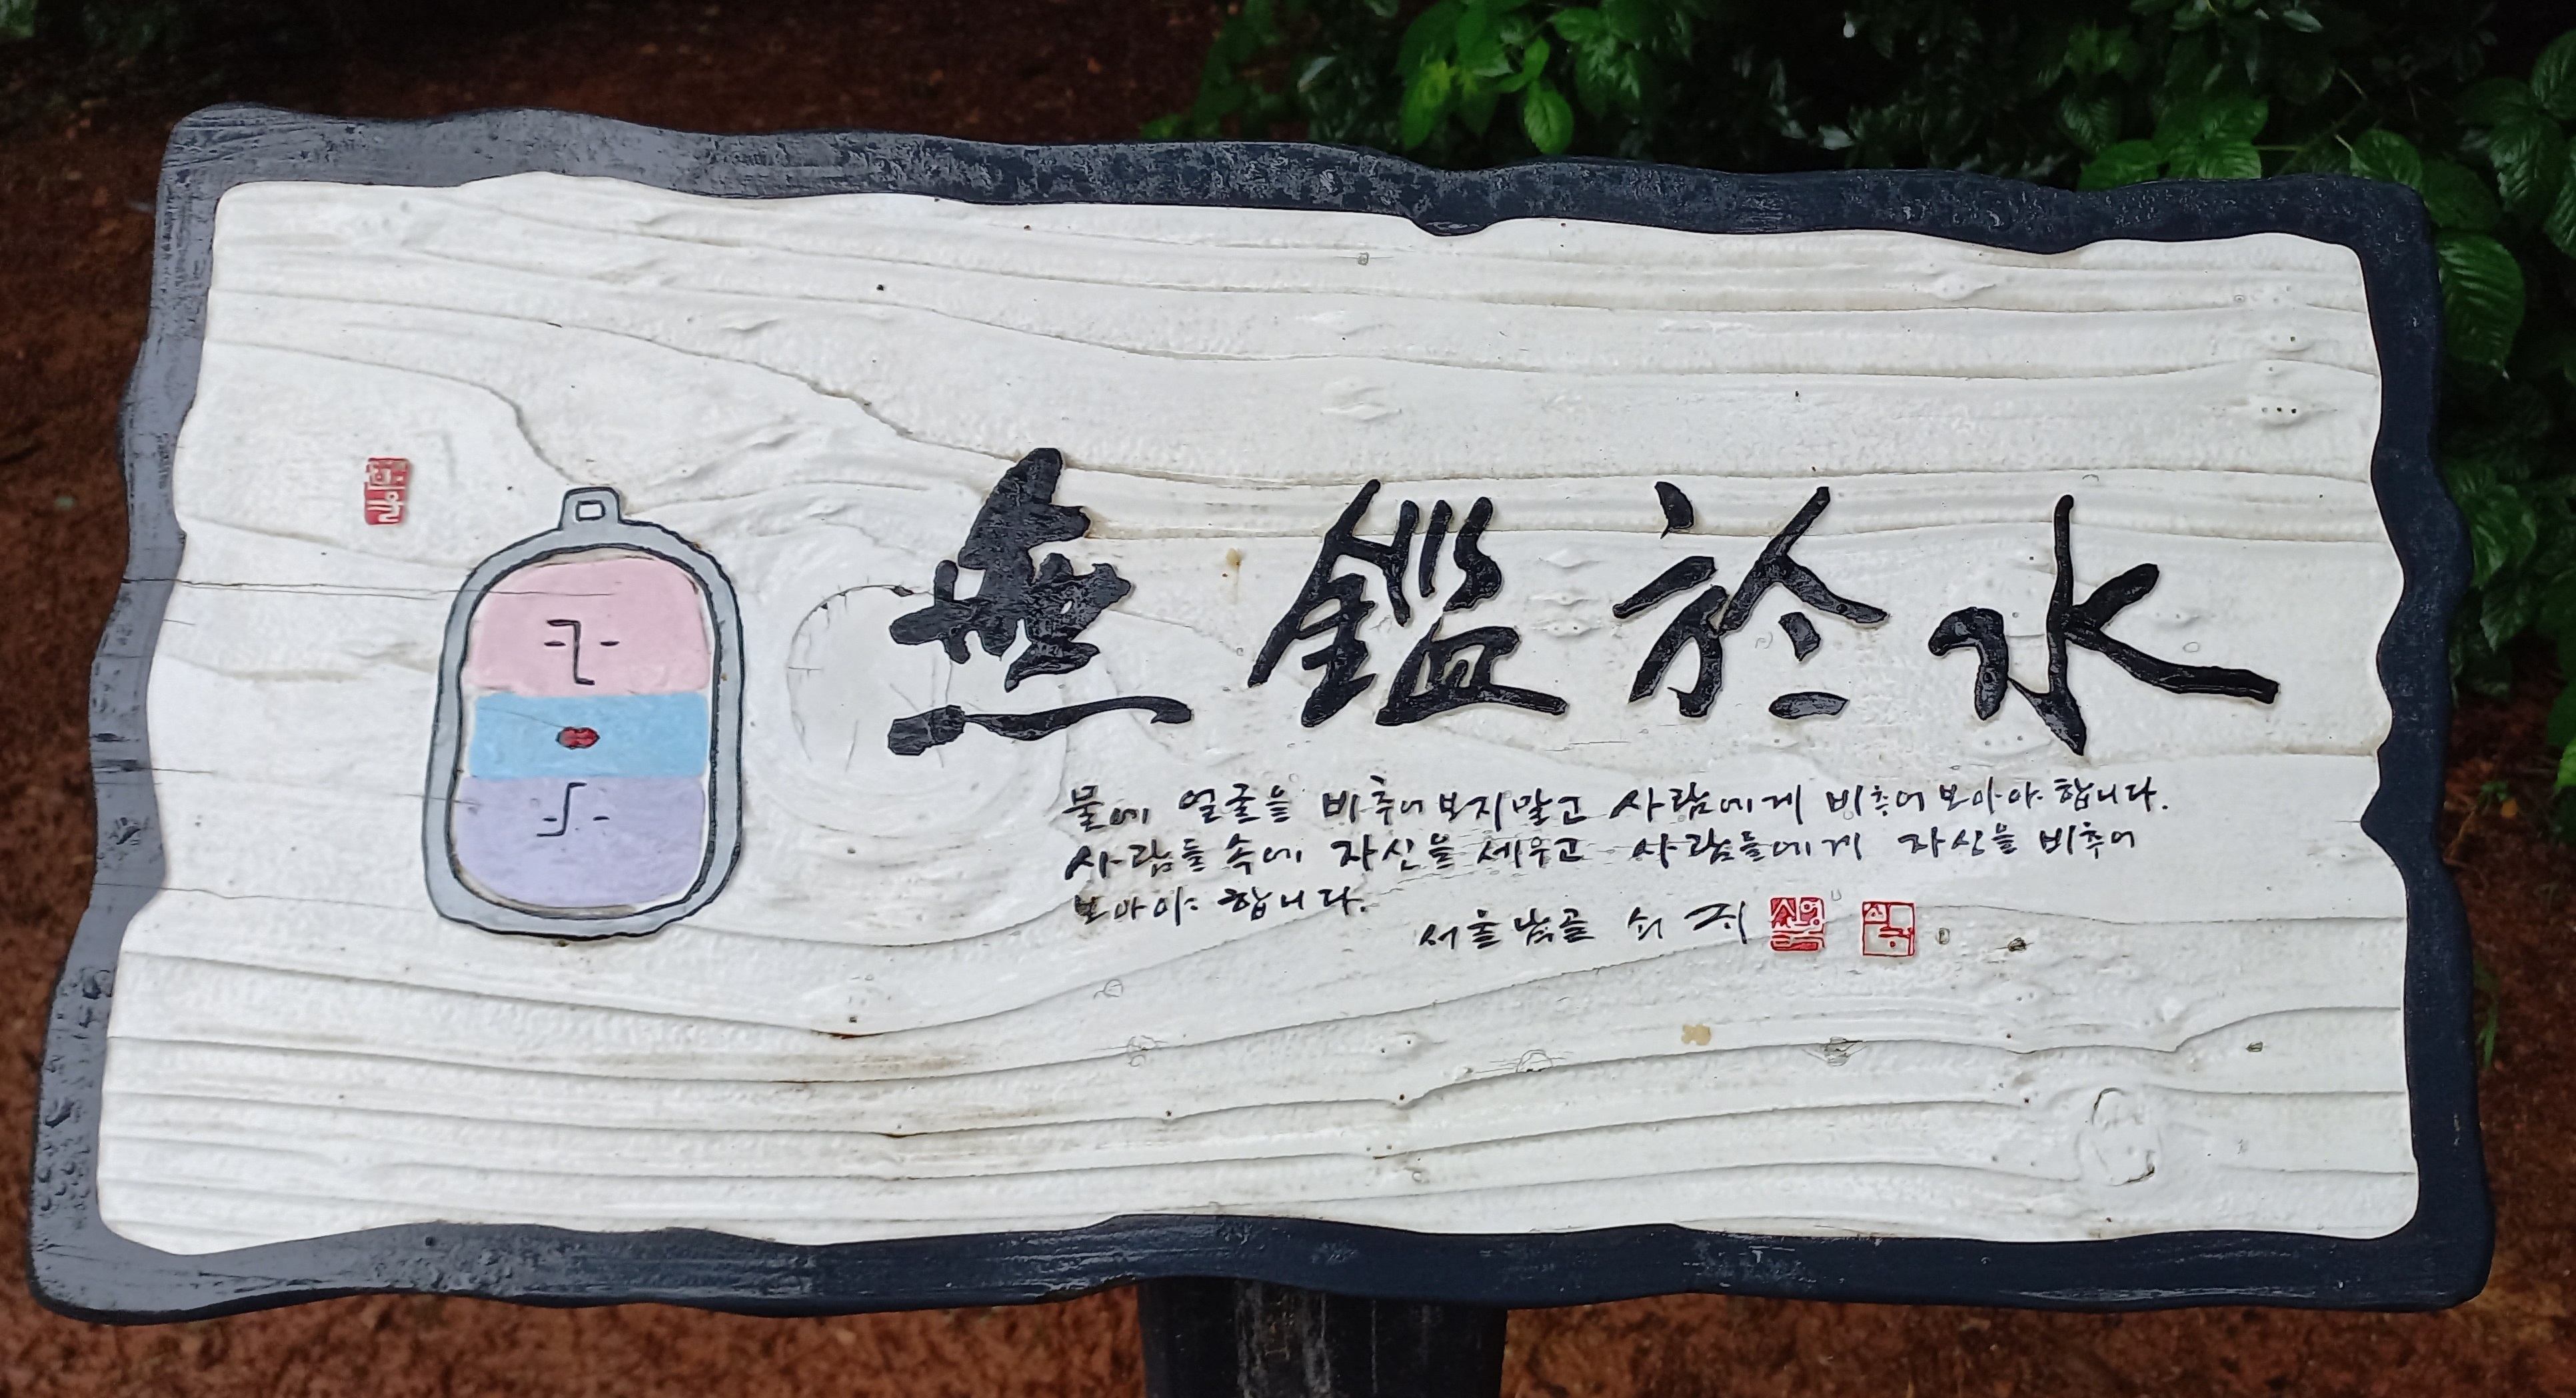 無鑑於水
물에 얼굴을 비추어보지말고 사람에게 비추어보아야 합니다.
사람들 속에 자신을 세우고 사람들에게 자신을 비추어
보아야 합니다.
서울남골 쇠귀